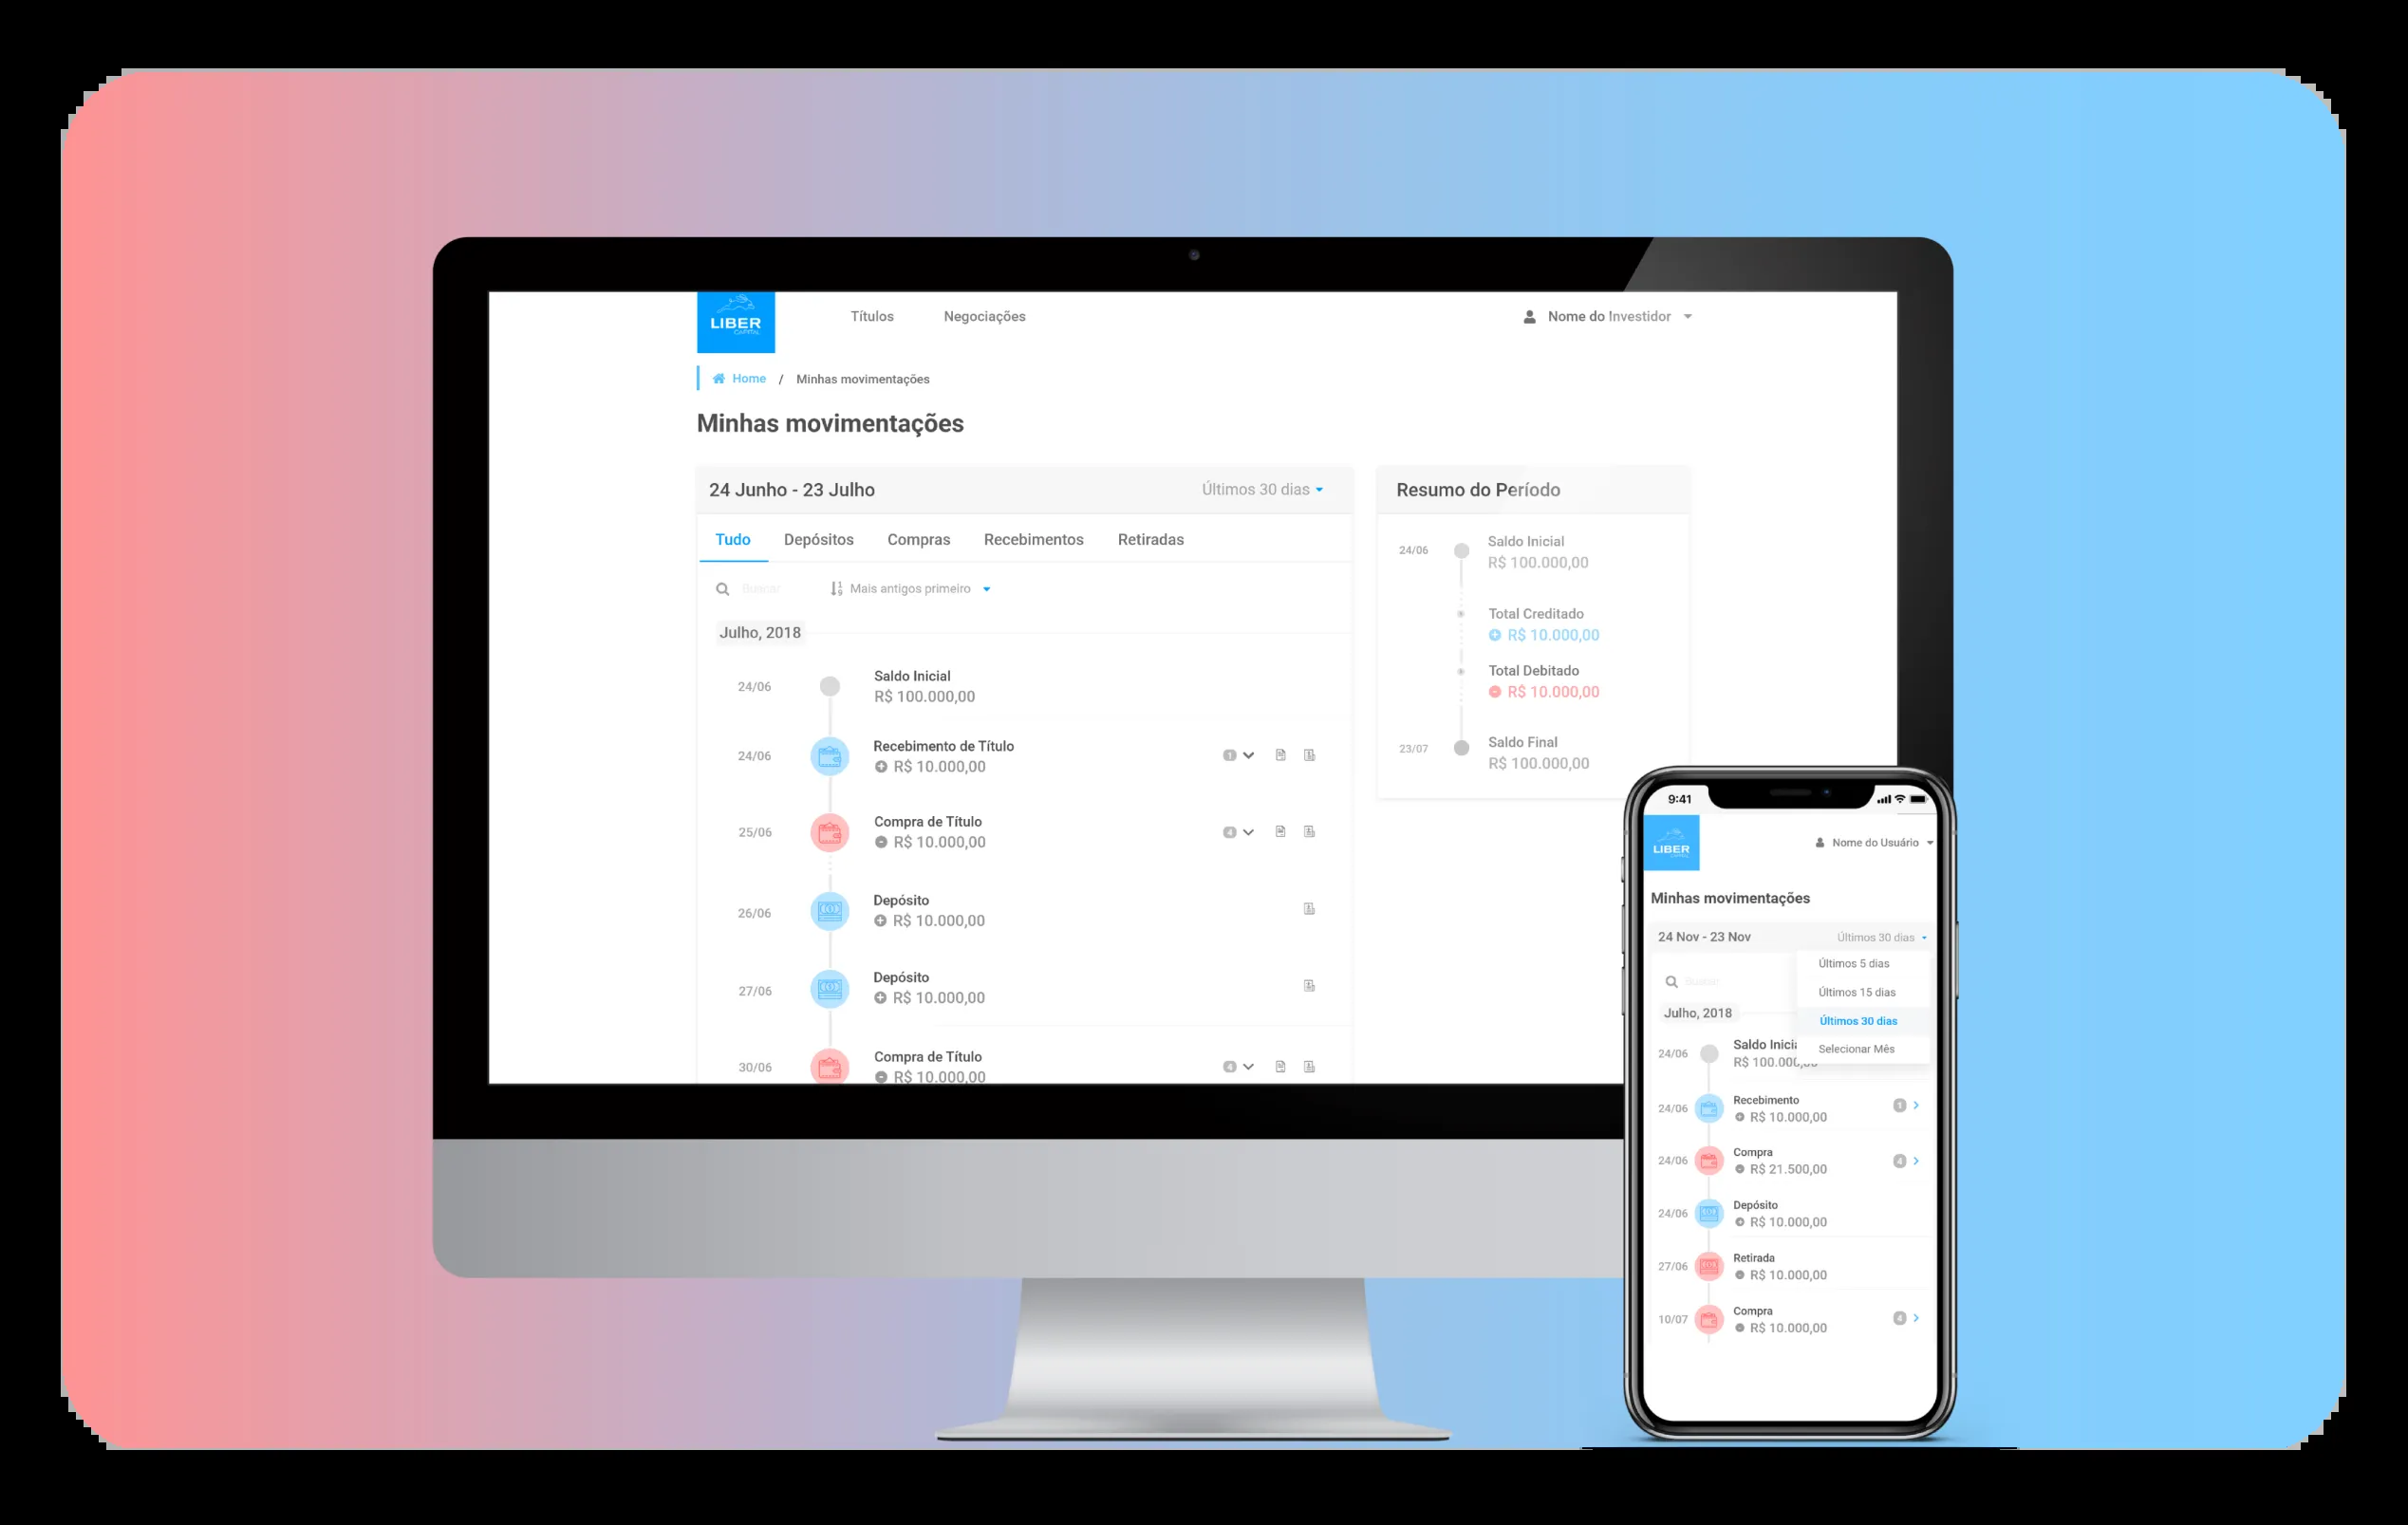 LIBER
CAPITAL
Títulos
Negociações
Nome do Investidor
Home / Minhas movimentações
Minhas movimentações
24 Junho - 23 Julho
Últimos 30 dias
Tudo
Depósitos
Compras
Recebimentos
Retiradas
Buscar
Mais antigos primeiro
Julho, 2018
24/06
Saldo Inicial
R$ 100.000,00
24/06
Recebimento de Título
R$ 10.000,00
1
25/06
Compra de Título
R$ 10.000,00
4
26/06
Depósito
R$ 10.000,00
27/06
Depósito
R$ 10.000,00
30/06
Compra de Título
R$ 10.000,00
4
Resumo do Período
24/06
Saldo Inicial
R$ 100.000,00
Total Creditado
R$ 10.000,00
Total Debitado
R$ 10.000,00
23/07
Saldo Final
R$ 100.000,00
9:41
LIBER
CAPITAL
Nome do Usuário
Minhas movimentações
24 Nov - 23 Nov
Últimos 30 dias
Últimos 5 dias
Últimos 15 dias
Últimos 30 dias
Selecionar Mês
Buscar
Julho, 2018
24/06
Saldo Inicia
R$ 100.000,00
24/06
Recebimento
R$ 10.000,00
1
24/06
Compra
R$ 21.500,00
4
24/06
Depósito
R$ 10.000,00
27/06
Retirada
R$ 10.000,00
10/07
Compra
R$ 10.000,00
4